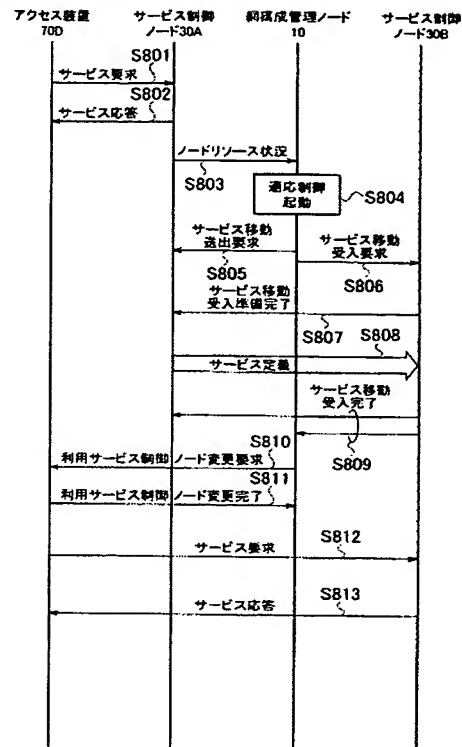 アクセス装置
70D
サービス制御
ノード30A
網構成管理ノード
10
サービス制御
ノード30B
S801
サービス要求
S802
サービス応答
ノードリソース状況
S803
適応制御
起動
S804
サービス移動
送出要求
S805
サービス移動
受入要求
S806
サービス移動
受入準備完了
S807
S808
サービス定義
サービス移動
受入完了
S809
S810
利用サービス制御ノード変更要求
S811
利用サービス制御ノード変更完了
S812
サービス要求
S813
サービス応答